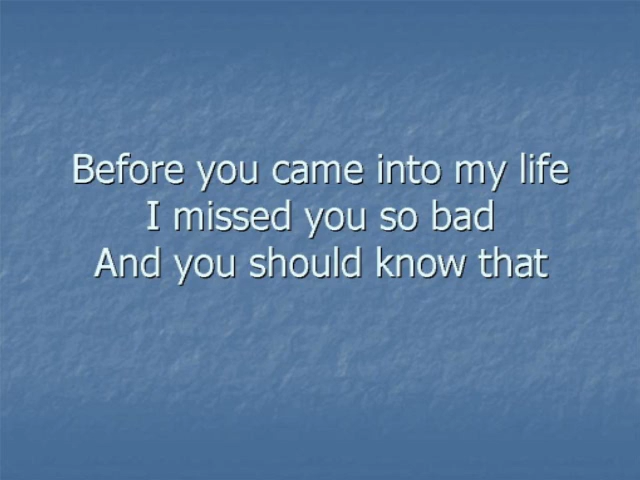 Before you came into my life
I missed you so bad
And you should know that